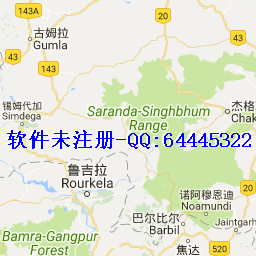 143A
古姆拉
Gumla
43
20
43
143
锡姆代加
Simdega
Saranda-Singhbhum
Range
杰格
Chak
软件未注册-QQ:64445322
鲁吉拉
Rourkela
诺阿穆恩迪
Noamundi
巴尔比尔
Barbil
Jaintgarh
Bamra-Gangpur
Forest
焦达
520